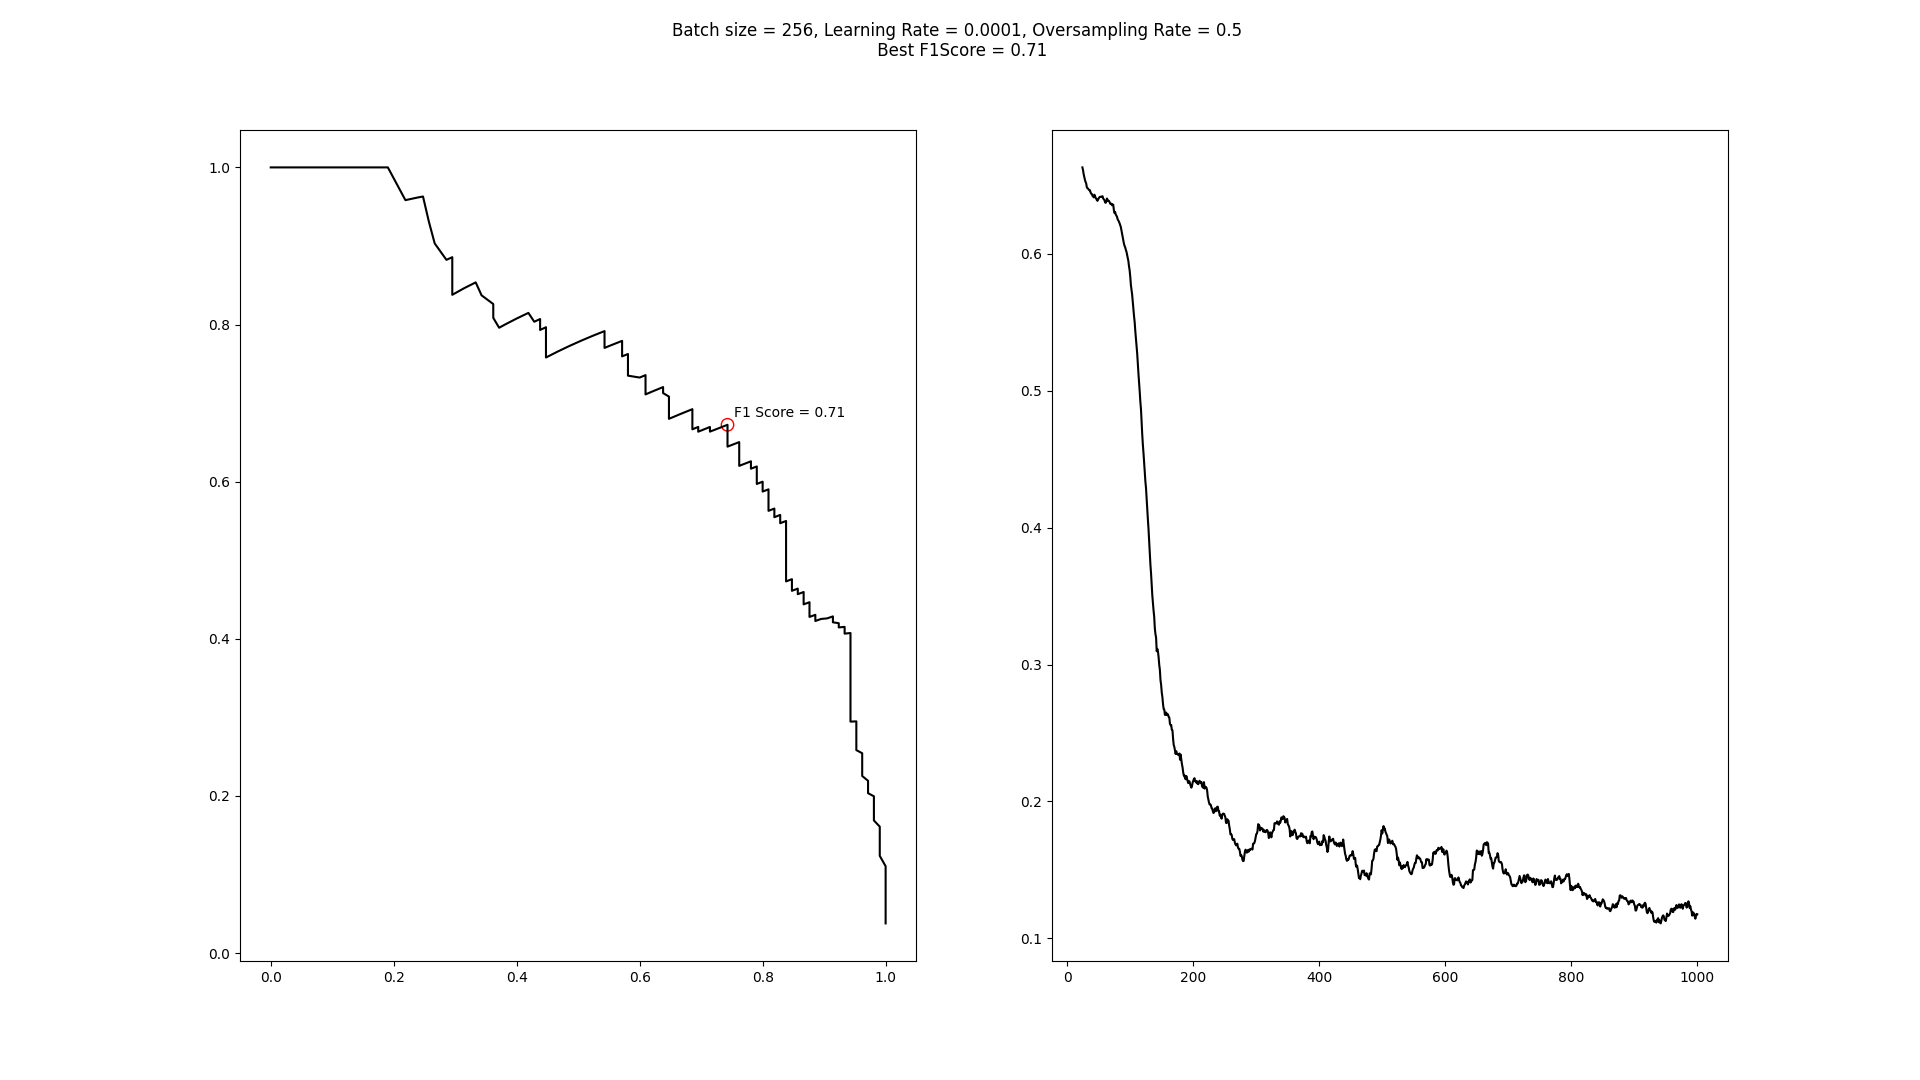 Batch size = 256, Learning Rate = 0.0001, Oversampling Rate = 0.5
Best F1Score = 0.71
1.0
0.8
0.6
0.4
0.2
0.0
F1 Score = 0.71
0.0 0.2 0.4 0.6 0.8 1.0
0.6
0.5
0.4
0.3
0.2
0.1
0 200 400 600 800 1000